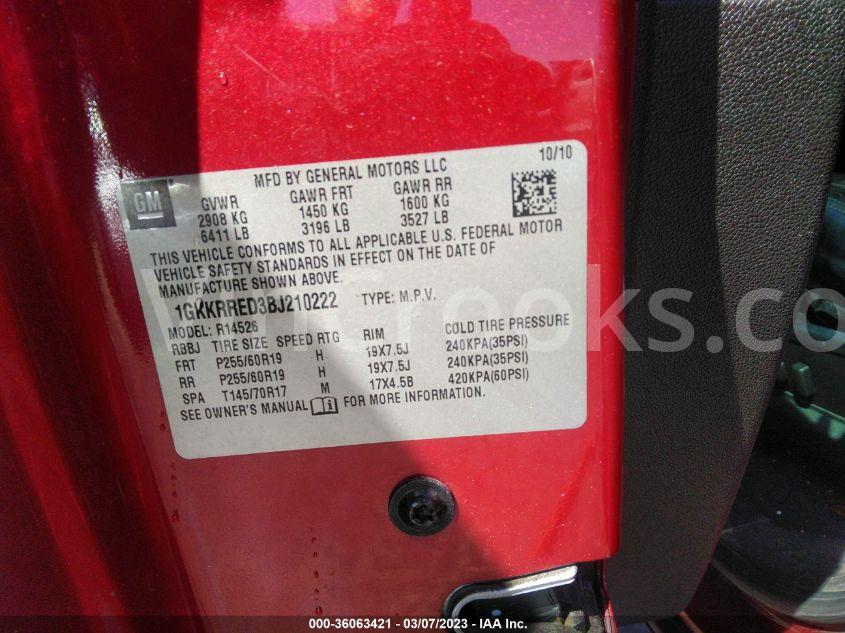 MFD BY GENERAL MOTORS LLC 10/10
GM
GVWR GAWR FRT GAWR RR
2908 KG 1450 KG 1600 KG
6411 LB 3196 LB 3527 LB
THIS VEHICLE CONFORMS TO ALL APPLICABLE U.S. FEDERAL MOTOR
VEHICLE SAFETY STANDARDS IN EFFECT ON THE DATE OF
MANUFACTURE SHOWN ABOVE.
1GKKRRED3BJ210222 TYPE: M.P.V.
MODEL: R14526
RBBJ TIRE SIZE SPEED RTG RIM COLD TIRE PRESSURE
FRT P255/60R19 H 19X7.5J 240KPA(35PSI)
RR P255/60R19 H 19X7.5J 240KPA(35PSI)
SPA T145/70R17 M 17X4.5B 420KPA(60PSI)
SEE OWNER'S MANUAL FOR MORE INFORMATION.
000-36063421 - 03/07/2023 - IAA Inc.